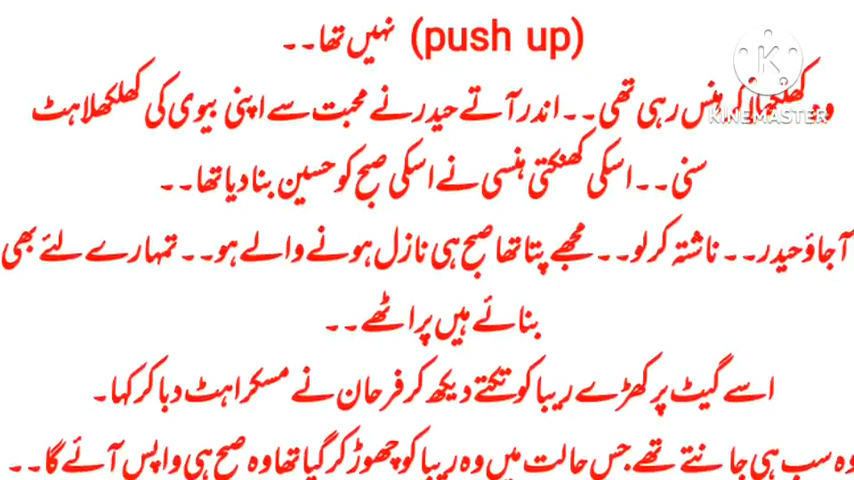 (push up) نہیں تھا۔۔
وہ کھلکھلا کر ہنس رہی تھی۔۔ اندر آتے حیدر نے محبت سے اپنی بیوی کی کھلکھلاہٹ
سنی۔۔ اسکی کھنکتی ہنسی نے اسکی صبح کو حسین بنا دیا تھا۔۔
آجاؤ حیدر۔۔ ناشتہ کر لو۔۔ مجھے پتا تھا صبح ہی نازل ہونے والے ہو۔۔ تمہارے لئے بھی
بنائے ہیں پراٹھے۔۔
اسے گیٹ پر کھڑے ریبا کو تکتے دیکھ کر فرحان نے مسکراہٹ دبا کر کہا۔
وہ سب ہی جانتے تھے جس حالت میں وہ ریبا کو چھوڑ کر گیا تھا وہ صبح ہی واپس آئے گا۔۔
K
KINEMASTER